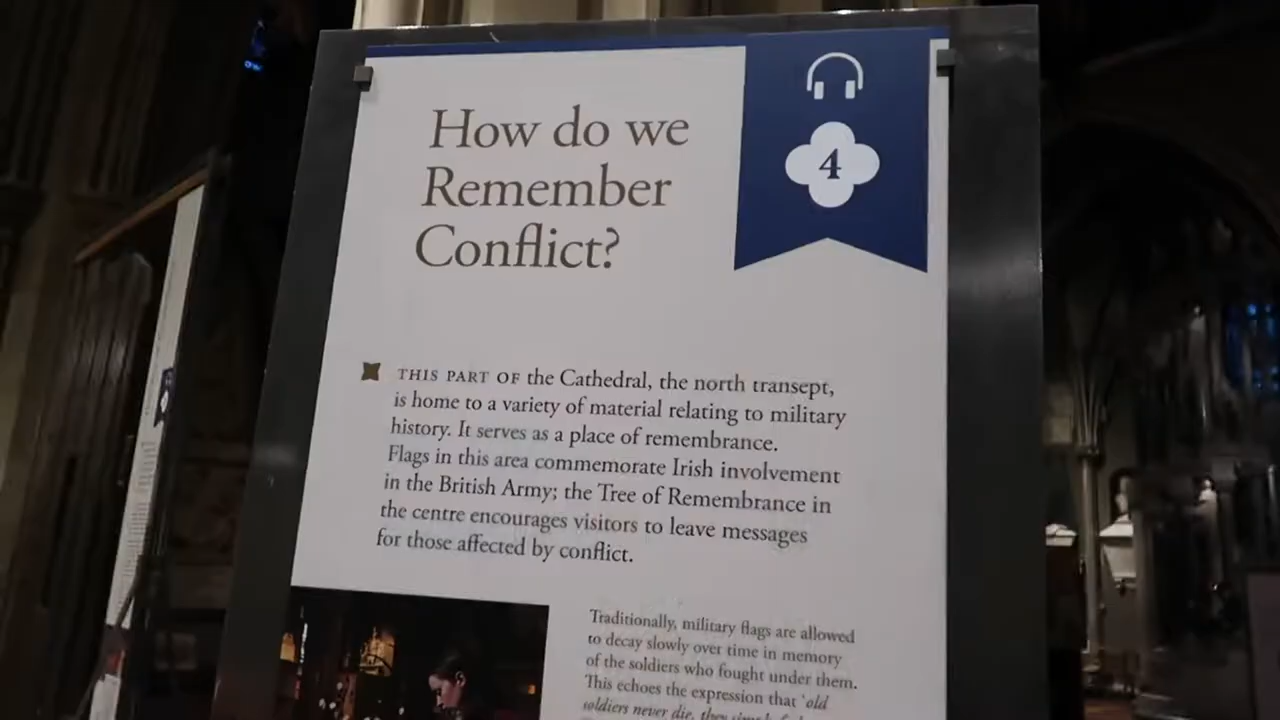 How do we
Remember
Conflict?
4
THIS PART OF the Cathedral, the north transept,
is home to a variety of material relating to military
history. It serves as a place of remembrance.
Flags in this area commemorate Irish involvement
in the British Army; the Tree of Remembrance in
the centre encourages visitors to leave messages
for those affected by conflict.
Traditionally, military flags are allowed
to decay slowly over time in memory
of the soldiers who fought under them.
This echoes the expression that 'old
soldiers never die, they